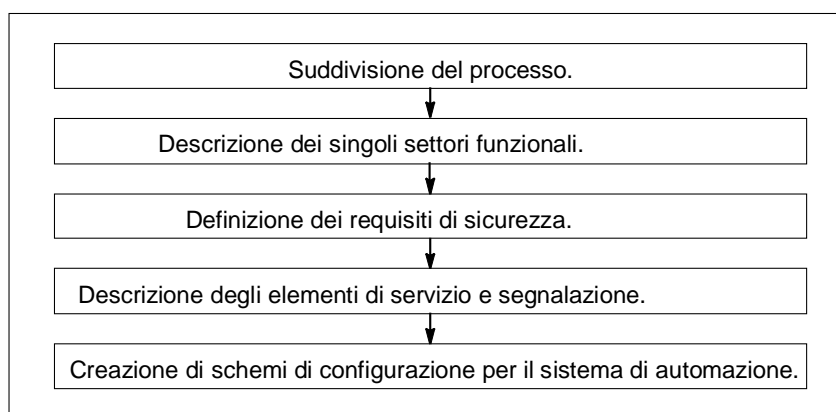 Suddivisione del processo.
Descrizione dei singoli settori funzionali.
Definizione dei requisiti di sicurezza.
Descrizione degli elementi di servizio e segnalazione.
Creazione di schemi di configurazione per il sistema di automazione.